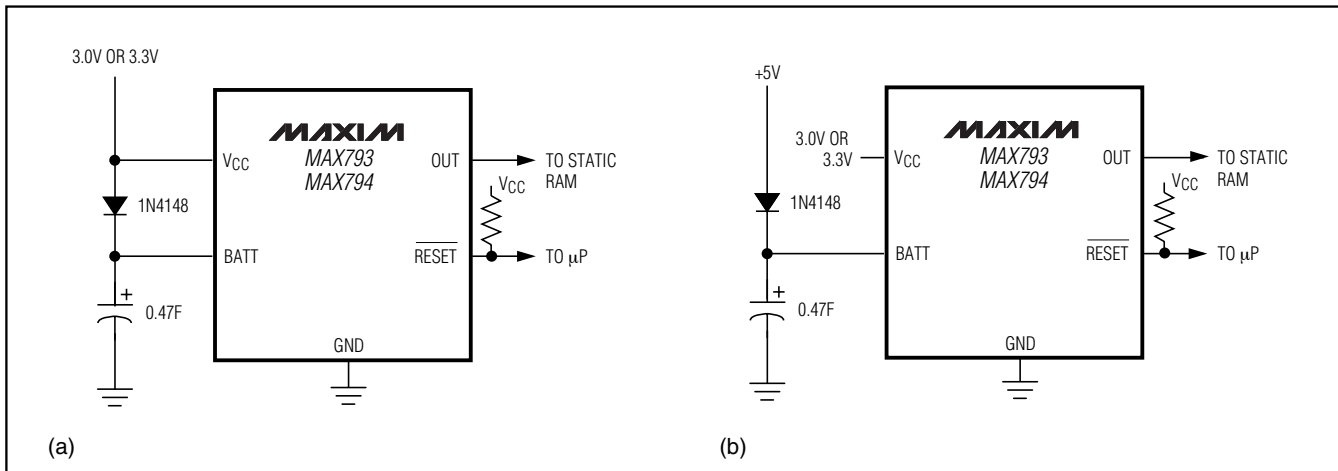 3.0V OR 3.3V
MAXIM
MAX793
MAX794
VCC
OUT
TO STATIC
RAM
VCC
1N4148
BATT
RESET
TO μP
+
0.47F
GND
(a)
+5V
3.0V OR
3.3V
MAXIM
MAX793
MAX794
VCC
OUT
TO STATIC
RAM
VCC
1N4148
BATT
RESET
TO μP
+
0.47F
GND
(b)